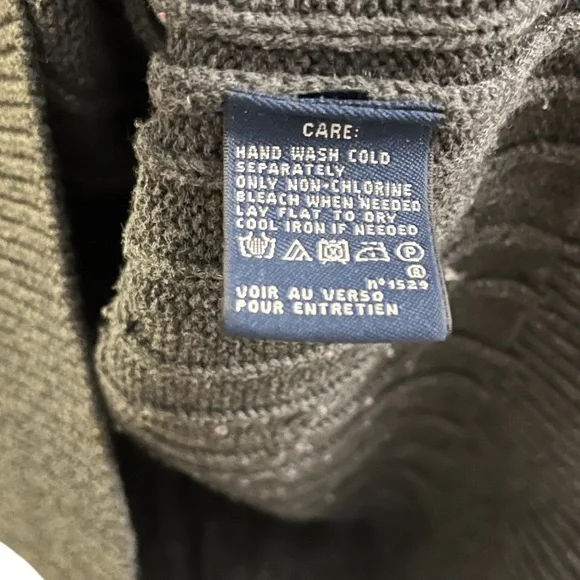 CARE:
HAND WASH COLD
SEPARATELY
ONLY NON-CHLORINE
BLEACH WHEN NEEDED
LAY FLAT TO DRY
COOL IRON IF NEEDED
P
R
nº1529
VOIR AU VERSO
POUR ENTRETIEN